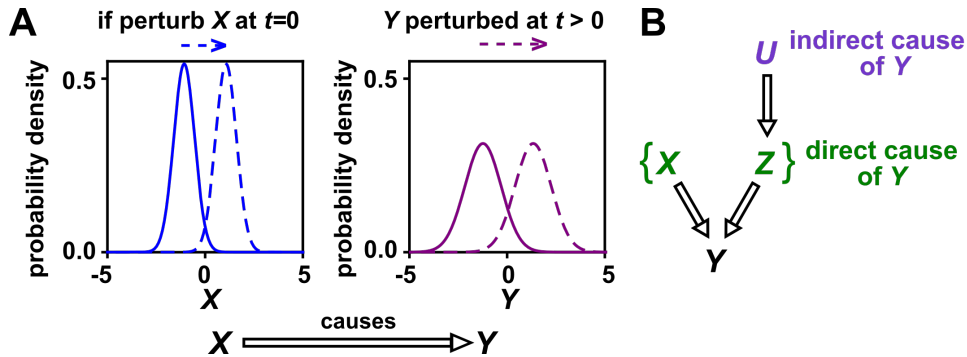 A
if perturb X at t=0
probability density
0.5
0.0
-5
0
5
X
Y perturbed at t > 0
probability density
0.5
0.0
-5
0
5
Y
X causes Y
B
U indirect cause
of Y
{X Z} direct cause
of Y
Y